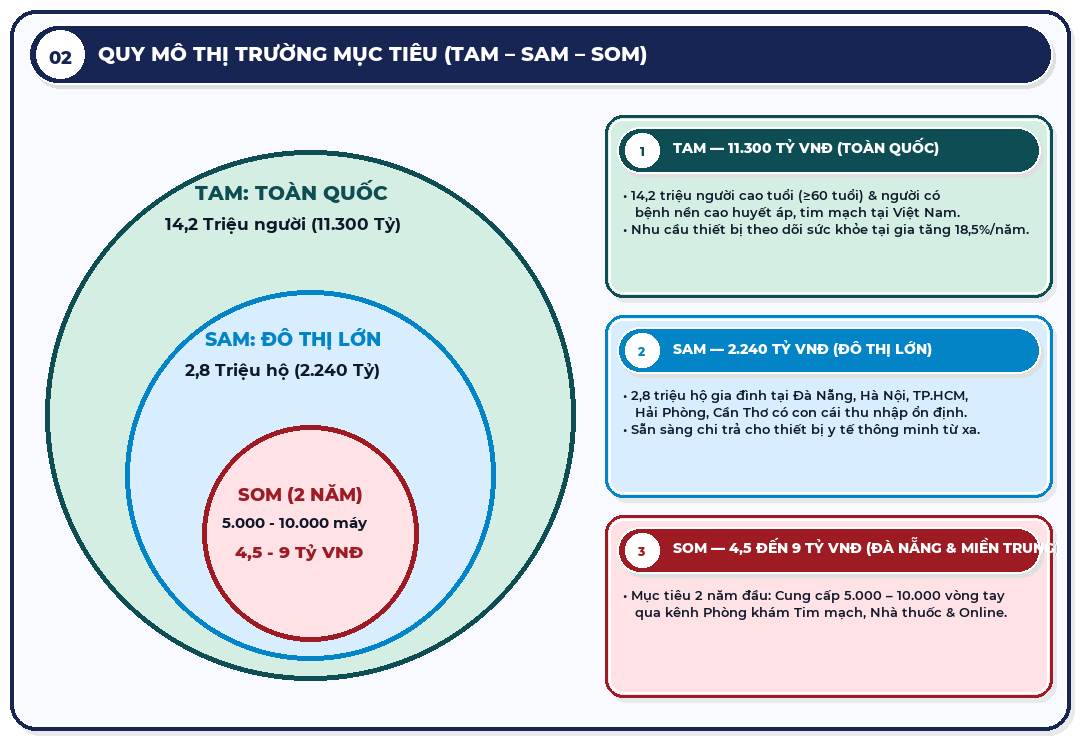 02
QUY MÔ THỊ TRƯỜNG MỤC TIÊU (TAM – SAM – SOM)
TAM: TOÀN QUỐC
14,2 Triệu người (11.300 Tỷ)
SAM: ĐÔ THỊ LỚN
2,8 Triệu hộ (2.240 Tỷ)
SOM (2 NĂM)
5.000 - 10.000 máy
4,5 - 9 Tỷ VNĐ
1
TAM — 11.300 TỶ VNĐ (TOÀN QUỐC)
• 14,2 triệu người cao tuổi (≥60 tuổi) & người có
bệnh nền cao huyết áp, tim mạch tại Việt Nam.
• Nhu cầu thiết bị theo dõi sức khỏe tại gia tăng 18,5%/năm.
2
SAM — 2.240 TỶ VNĐ (ĐÔ THỊ LỚN)
• 2,8 triệu hộ gia đình tại Đà Nẵng, Hà Nội, TP.HCM,
Hải Phòng, Cần Thơ có con cái thu nhập ổn định.
• Sẵn sàng chi trả cho thiết bị y tế thông minh từ xa.
3
SOM — 4,5 ĐẾN 9 TỶ VNĐ (ĐÀ NẴNG & MIỀN TRUNG)
• Mục tiêu 2 năm đầu: Cung cấp 5.000 – 10.000 vòng tay
qua kênh Phòng khám Tim mạch, Nhà thuốc & Online.